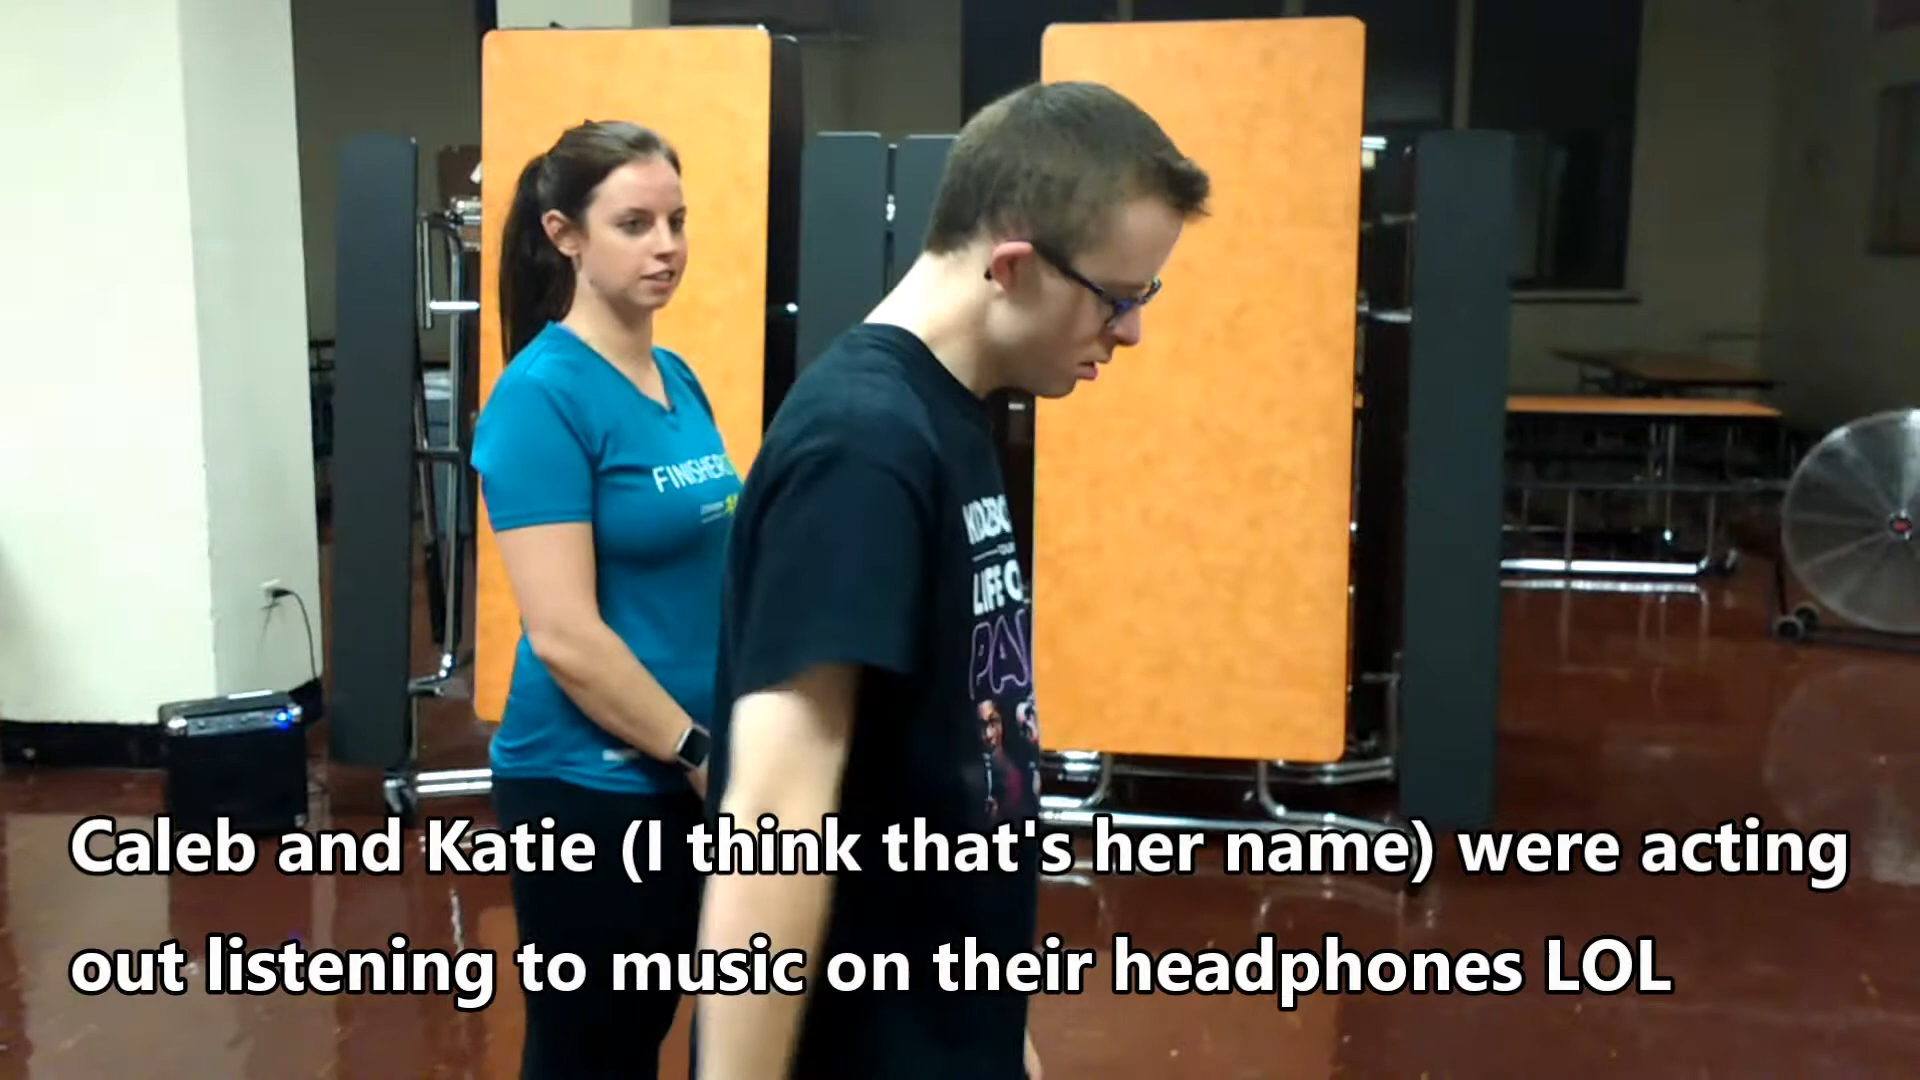 FINISHER
LIFE O
PA
Caleb and Katie (I think that's her name) were acting
out listening to music on their headphones LOL